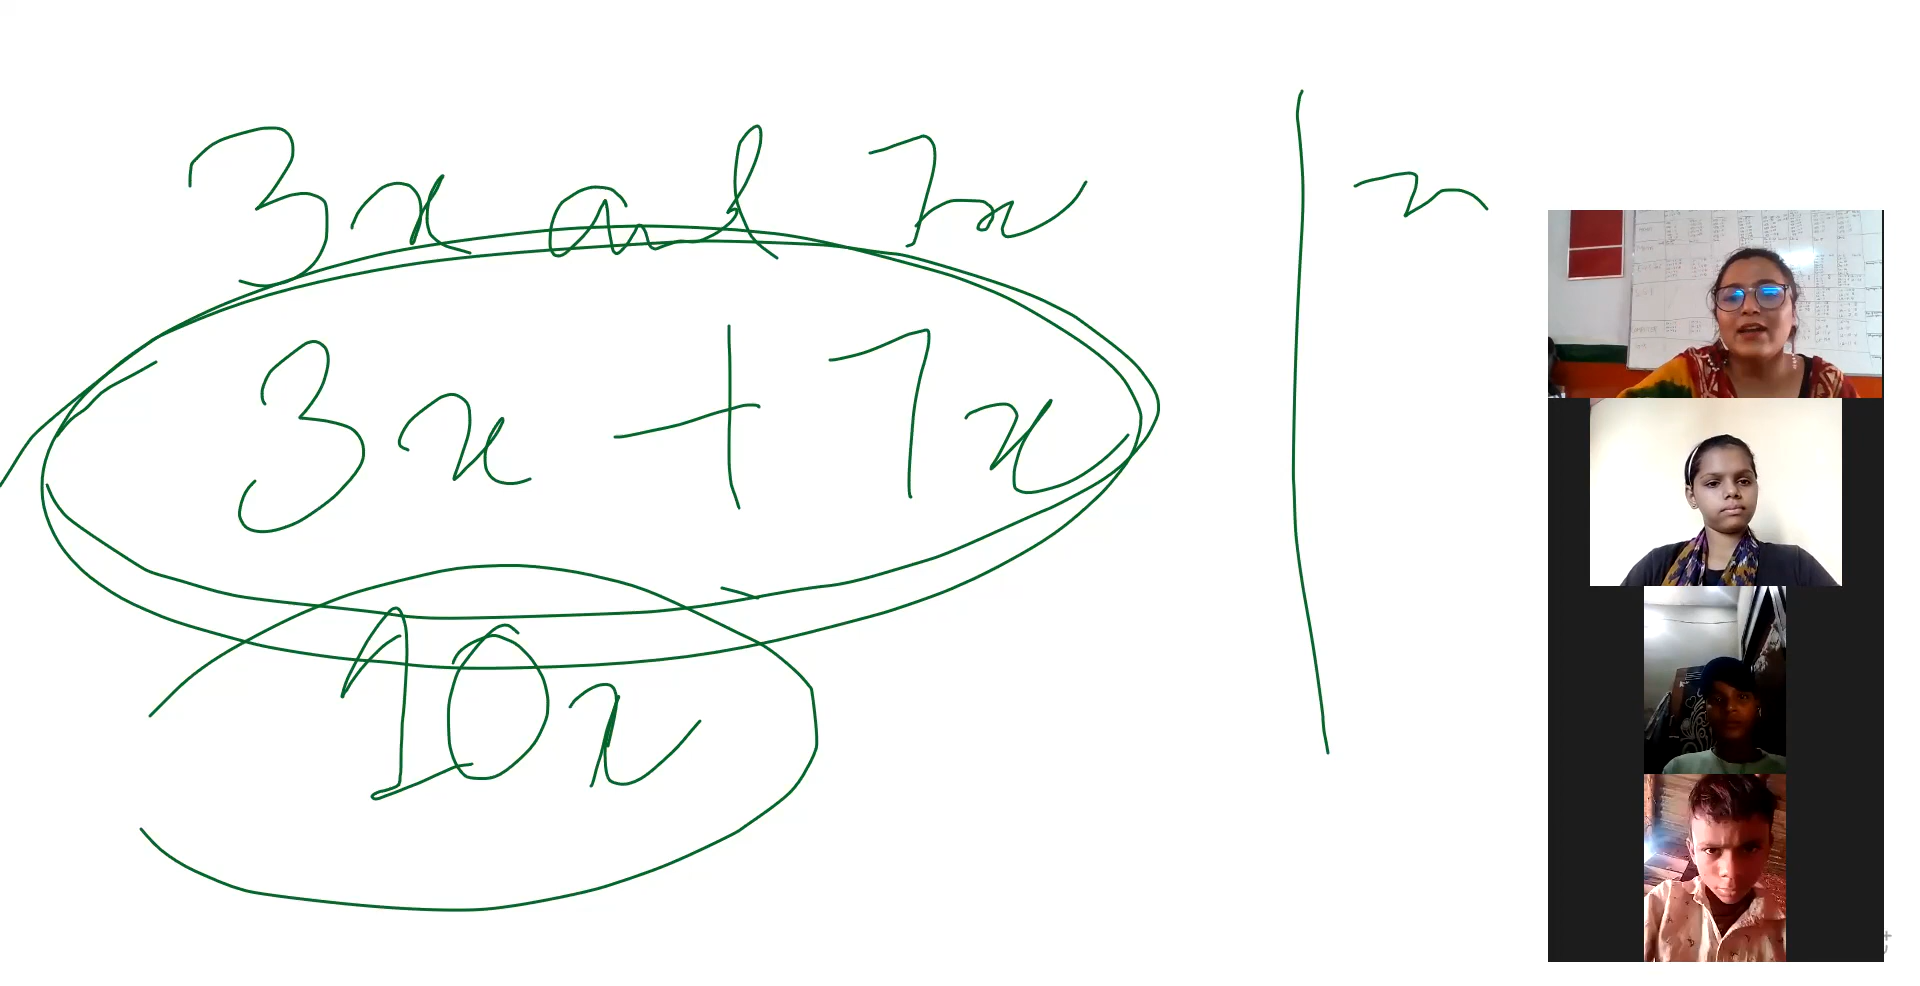 3x and 7x
3x + 7x
10x
x